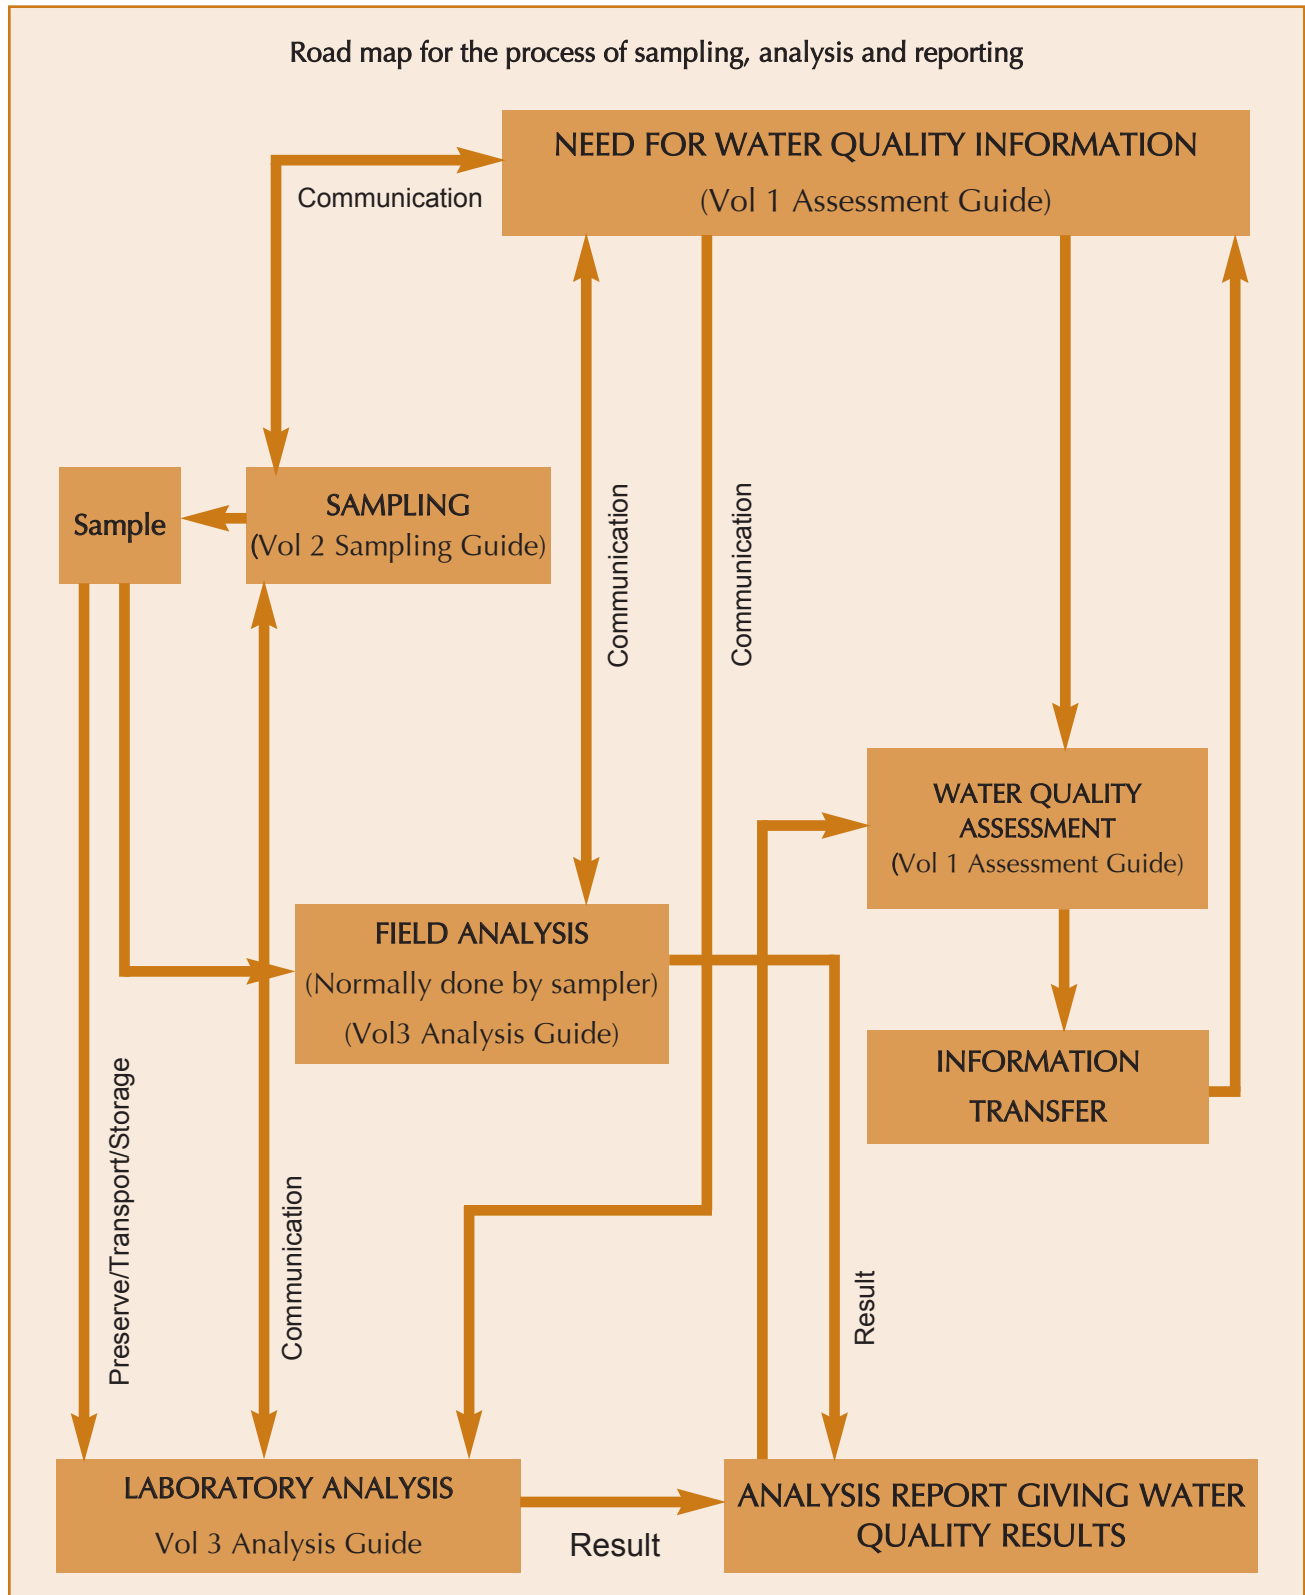 Road map for the process of sampling, analysis and reporting
NEED FOR WATER QUALITY INFORMATION
(Vol 1 Assessment Guide)
Communication
Sample
SAMPLING
(Vol 2 Sampling Guide)
Communication
Communication
WATER QUALITY
ASSESSMENT
(Vol 1 Assessment Guide)
FIELD ANALYSIS
(Normally done by sampler)
(Vol3 Analysis Guide)
INFORMATION
TRANSFER
Preserve/Transport/Storage
Communication
Result
LABORATORY ANALYSIS
Vol 3 Analysis Guide
Result
ANALYSIS REPORT GIVING WATER
QUALITY RESULTS